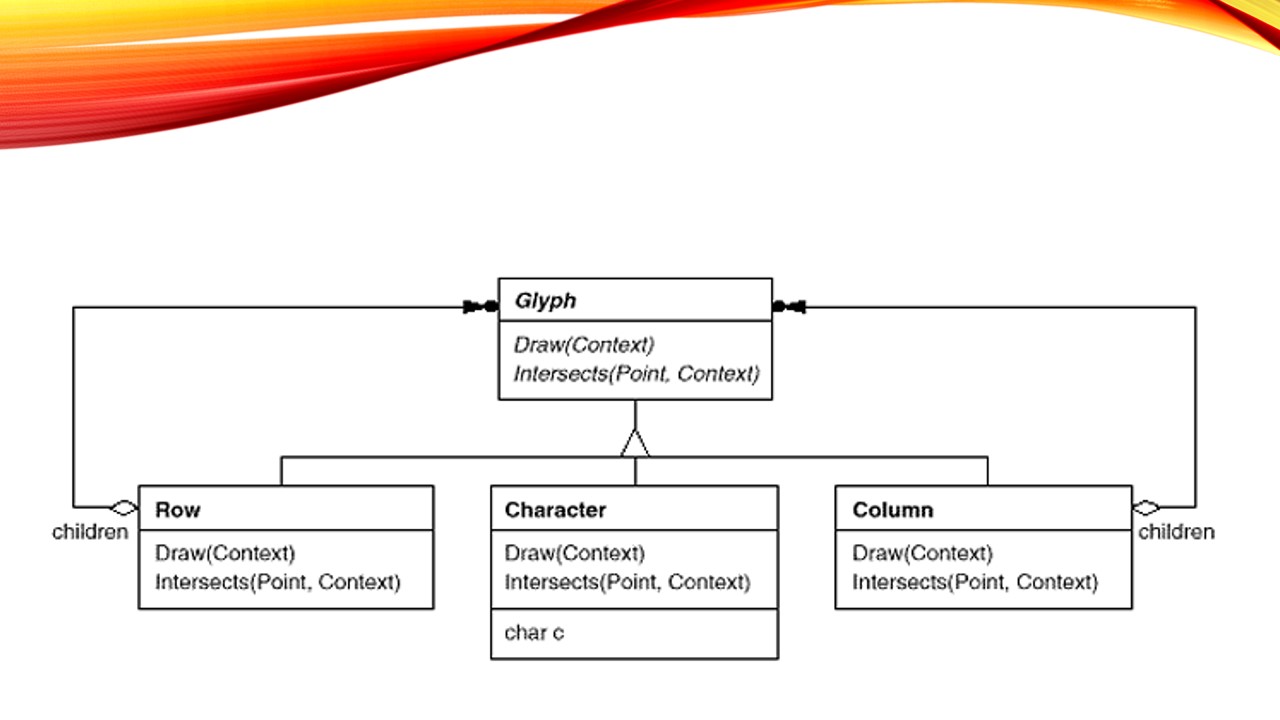 Glyph
Draw(Context)
Intersects(Point, Context)
children
Row
Draw(Context)
Intersects(Point, Context)
Character
Draw(Context)
Intersects(Point, Context)
char c
Column
Draw(Context)
Intersects(Point, Context)
children